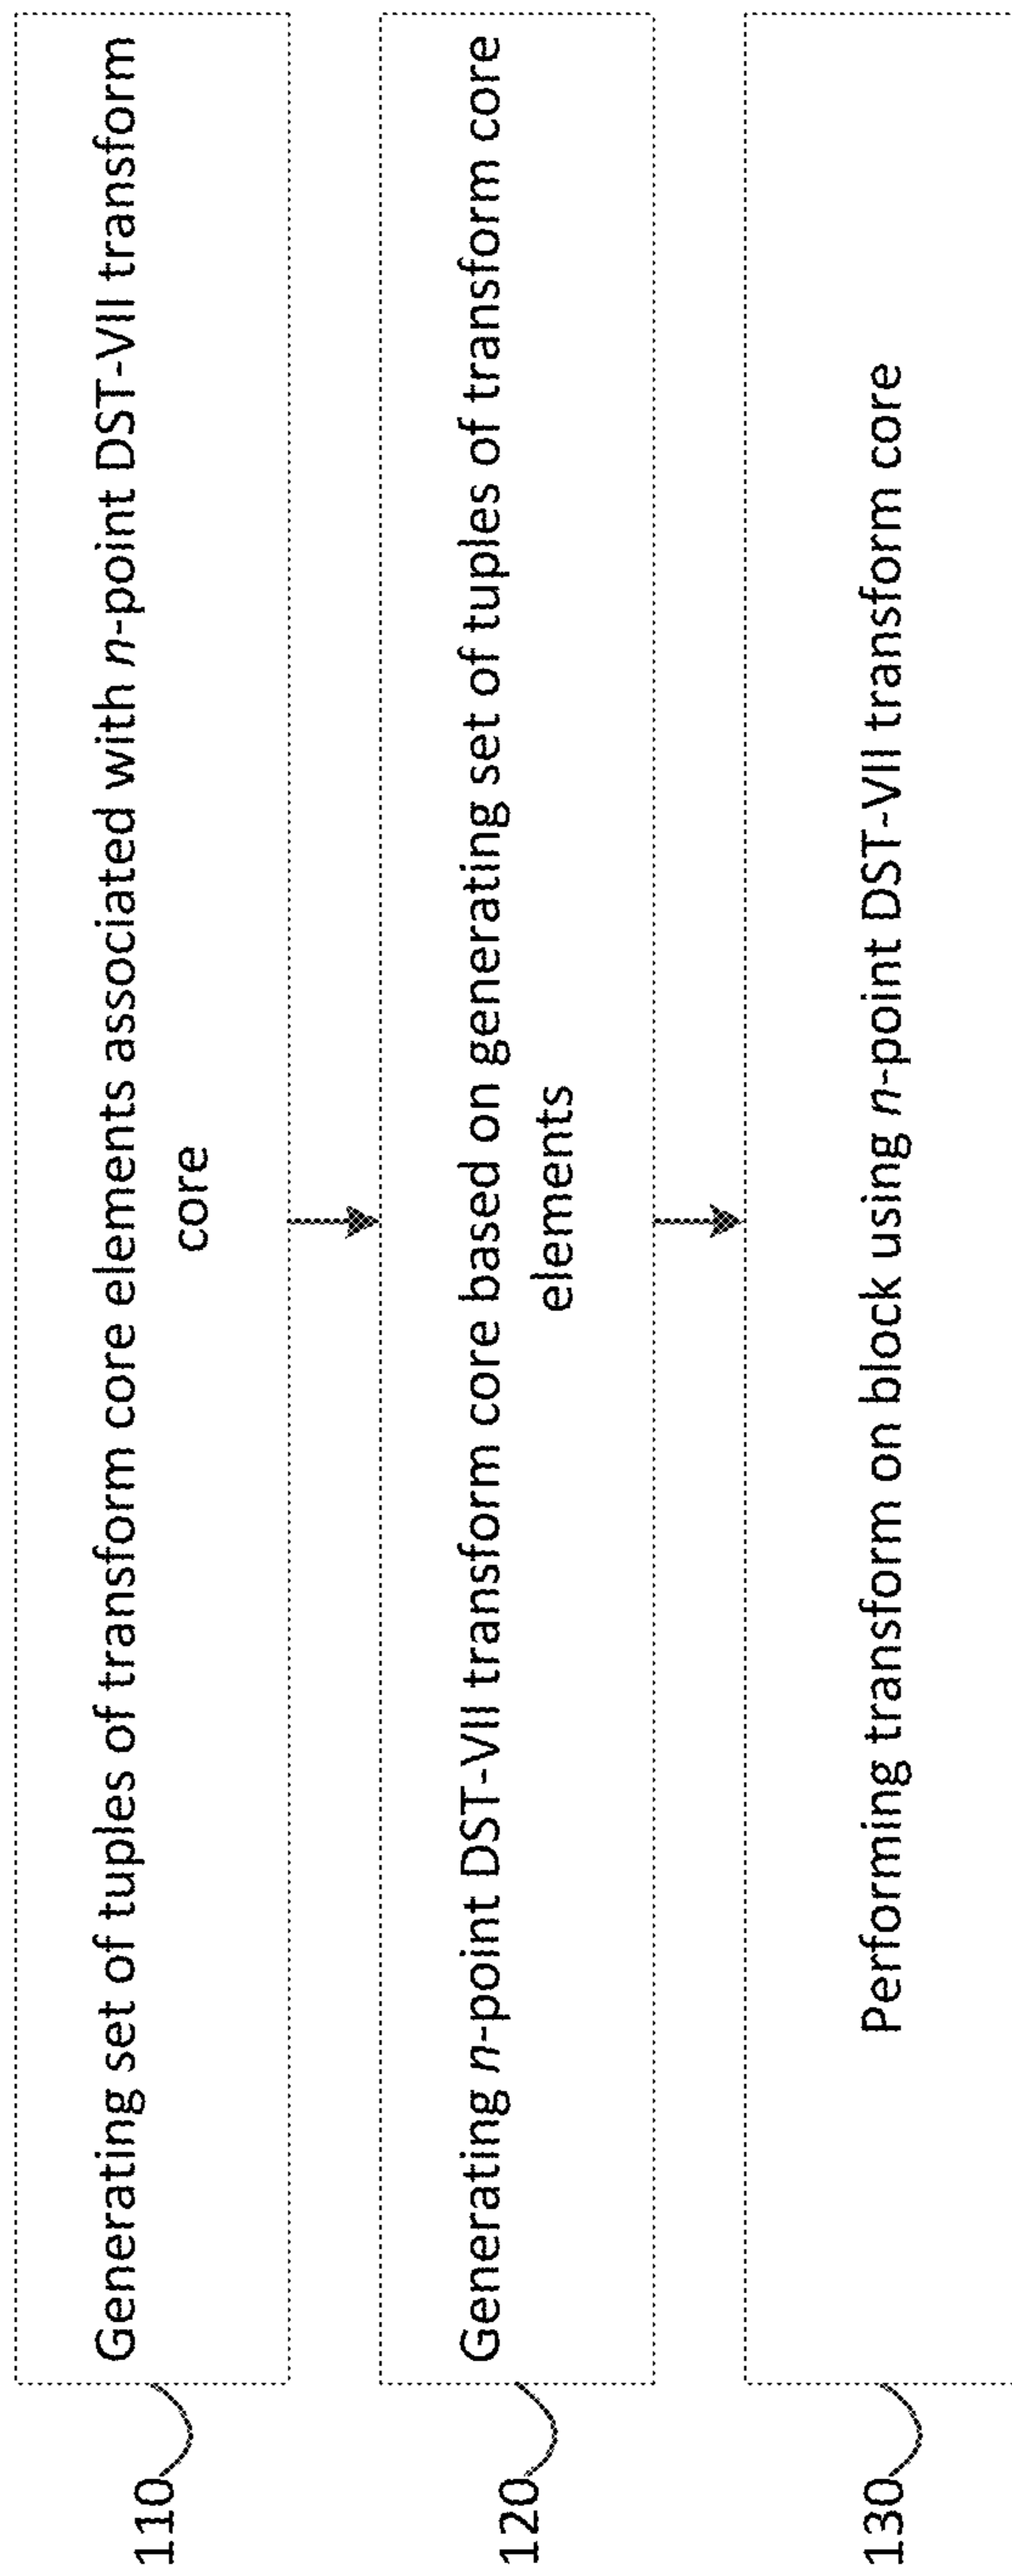 110
Generating set of tuples of transform core elements associated with n-point DST-VII transform
core
120
Generating n-point DST-VII transform core based on generating set of tuples of transform core
elements
130
Performing transform on block using n-point DST-VII transform core